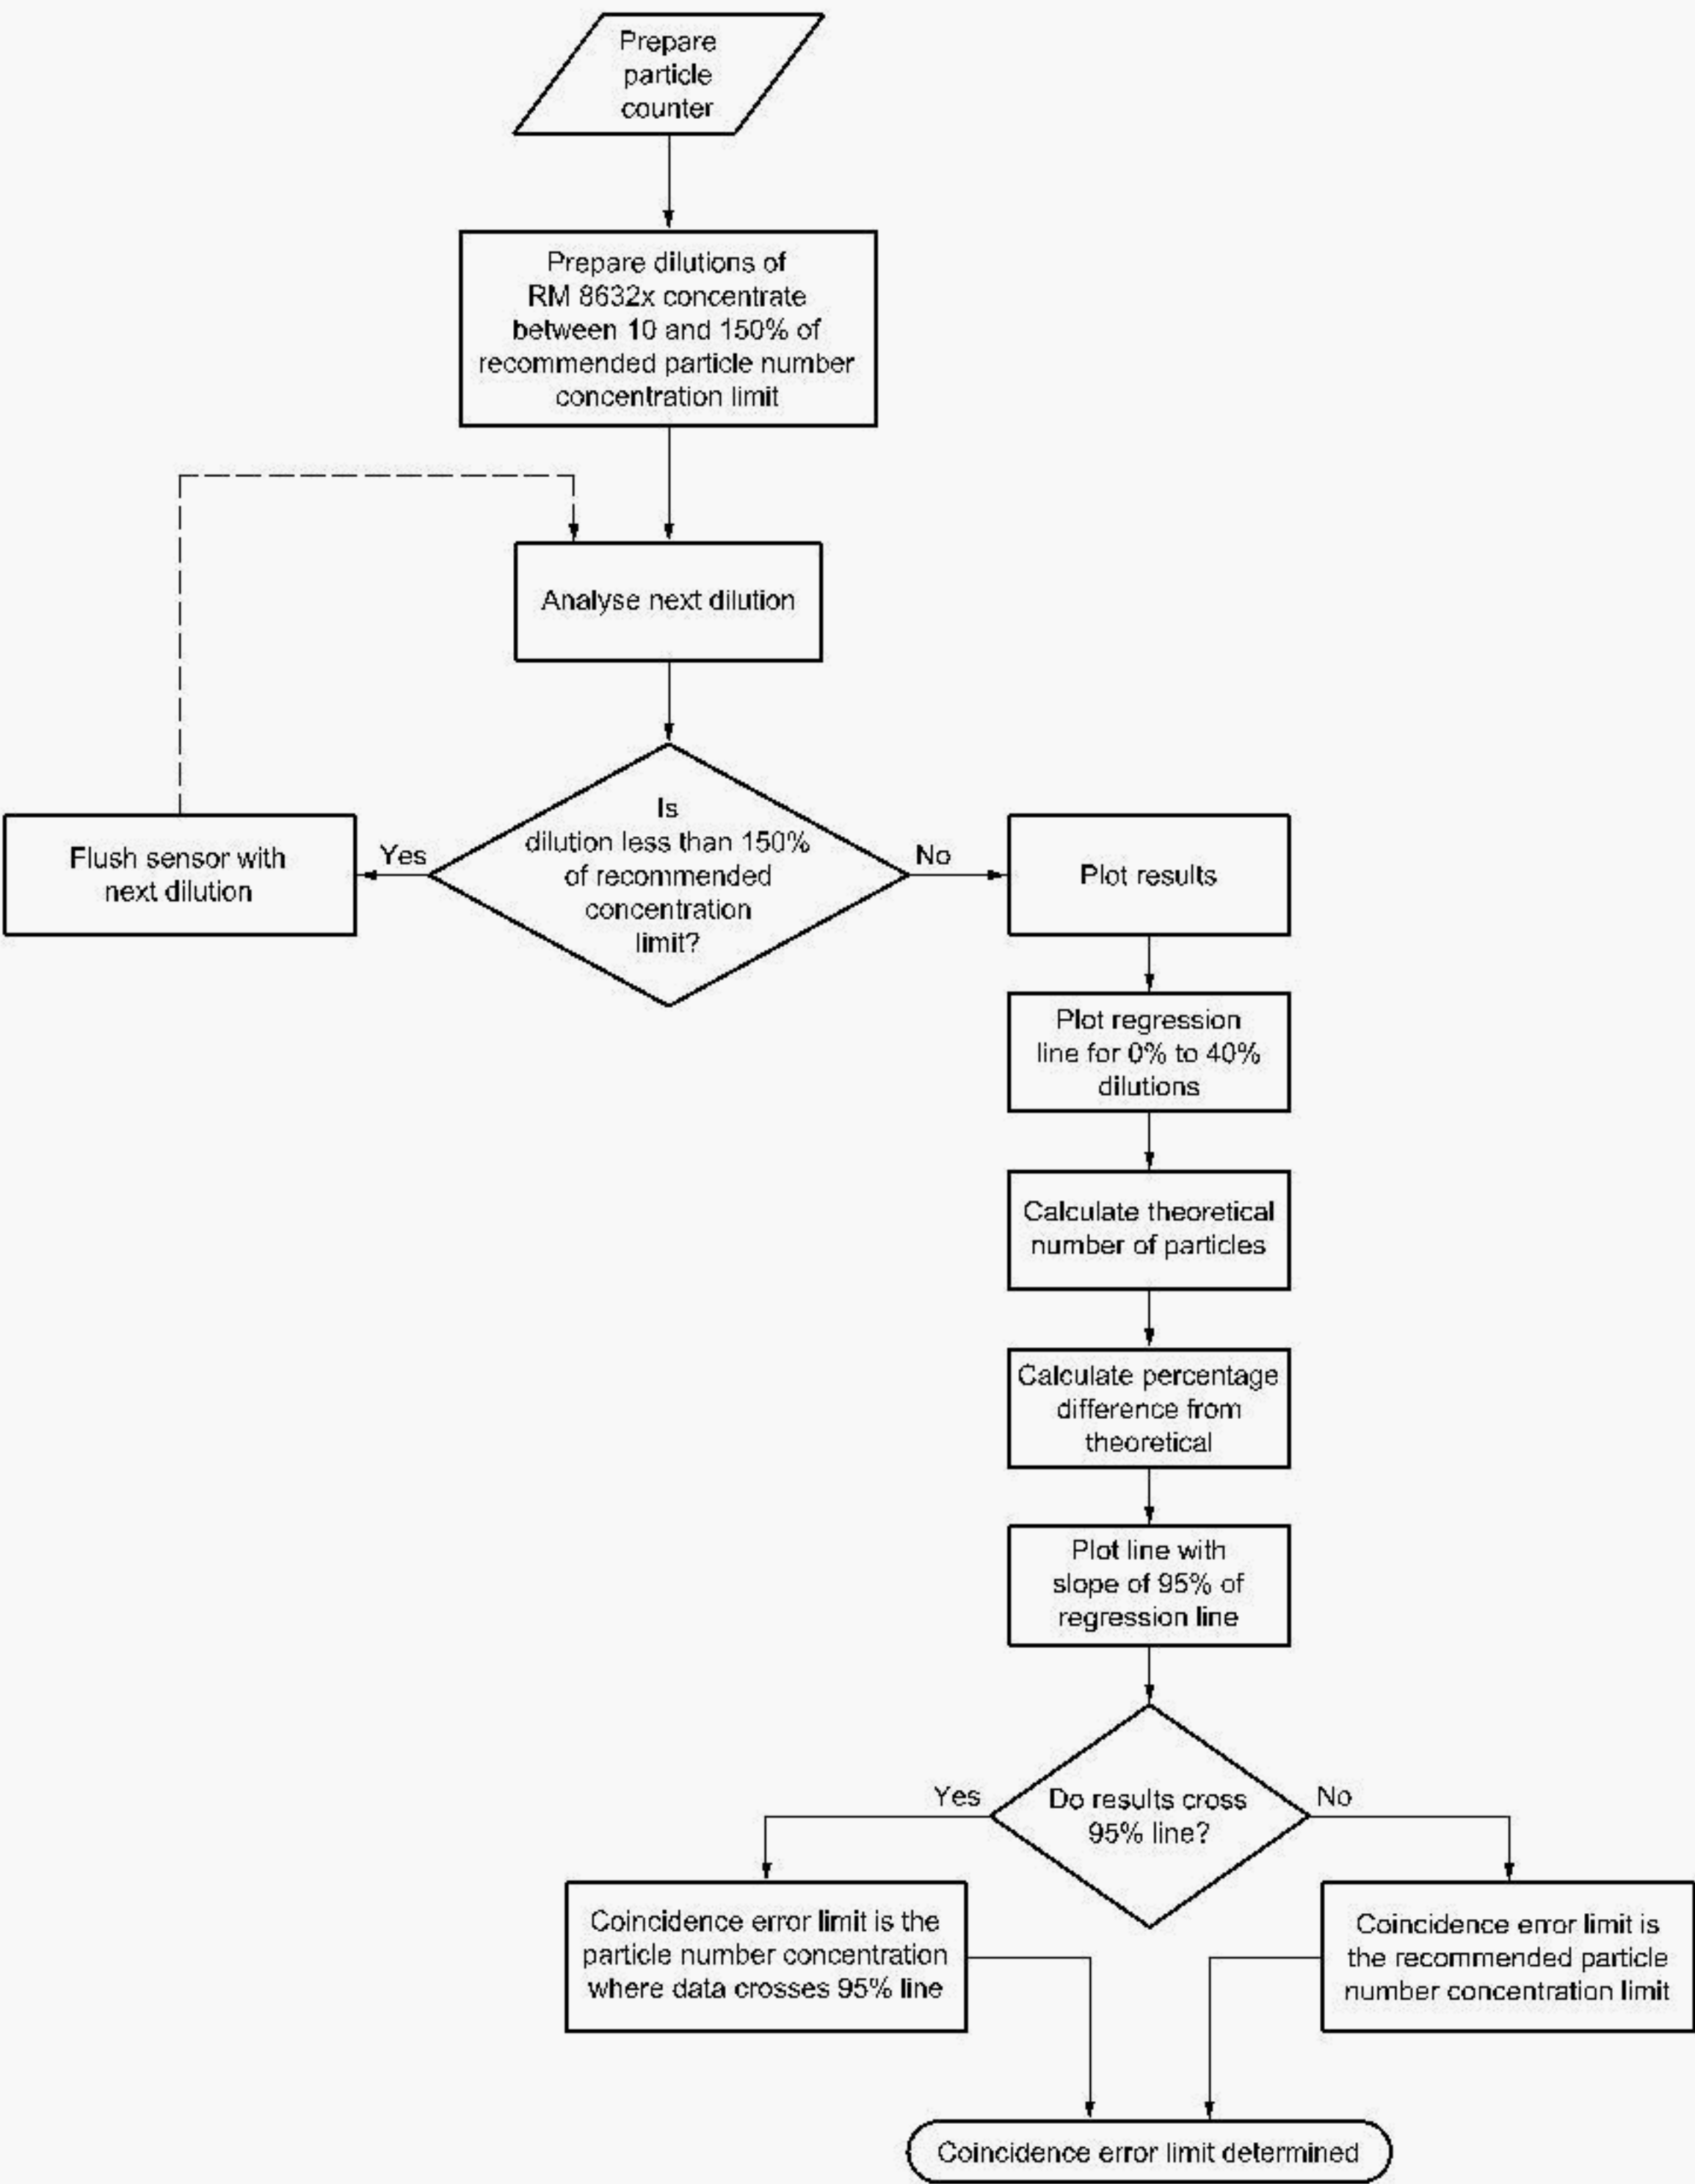 Prepare
particle
counter
Prepare dilutions of
RM 8632x concentrate
between 10 and 150% of
recommended particle number
concentration limit
Analyse next dilution
Is
dilution less than 150%
of recommended
concentration
limit?
Yes
No
Flush sensor with
next dilution
Plot results
Plot regression
line for 0% to 40%
dilutions
Calculate theoretical
number of particles
Calculate percentage
difference from
theoretical
Plot line with
slope of 95% of
regression line
Do results cross
95% line?
Yes
No
Coincidence error limit is the
particle number concentration
where data crosses 95% line
Coincidence error limit is
the recommended particle
number concentration limit
Coincidence error limit determined